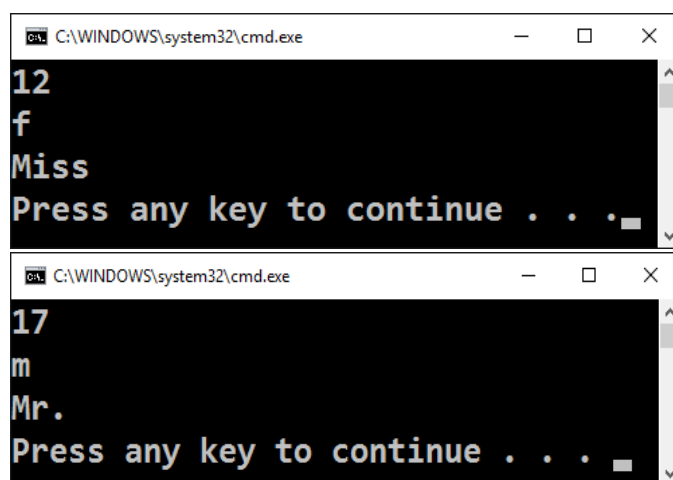 C:\WINDOWS\system32\cmd.exe
12
f
Miss
Press any key to continue . . .
C:\WINDOWS\system32\cmd.exe
17
m
Mr.
Press any key to continue . . .